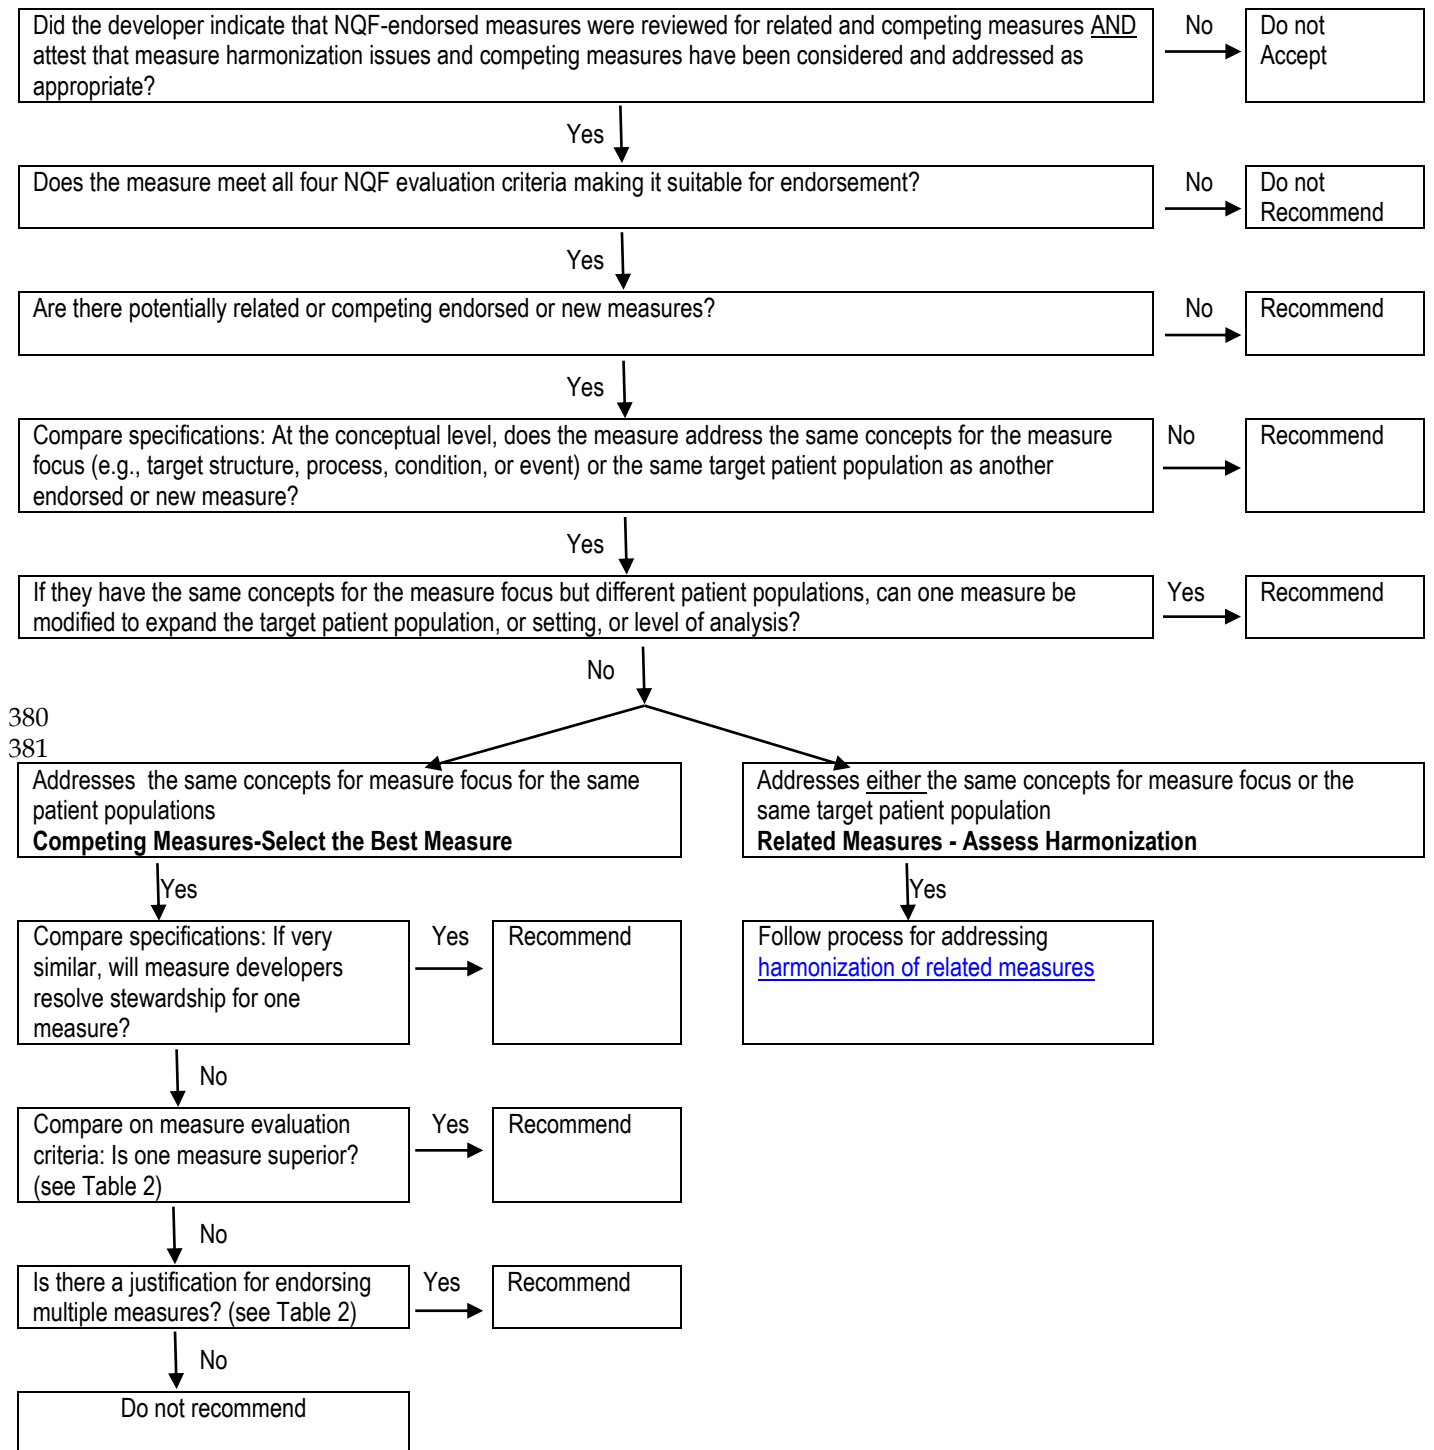 Did the developer indicate that NQF-endorsed measures were reviewed for related and competing measures AND
attest that measure harmonization issues and competing measures have been considered and addressed as
appropriate?
No
Do not
Accept
Yes
Does the measure meet all four NQF evaluation criteria making it suitable for endorsement?
No
Do not
Recommend
Yes
Are there potentially related or competing endorsed or new measures?
No
Recommend
Yes
Compare specifications: At the conceptual level, does the measure address the same concepts for the measure
focus (e.g., target structure, process, condition, or event) or the same target patient population as another
endorsed or new measure?
No
Recommend
Yes
If they have the same concepts for the measure focus but different patient populations, can one measure be
modified to expand the target patient population, or setting, or level of analysis?
Yes
Recommend
No
380
381
Addresses the same concepts for measure focus for the same
patient populations
Competing Measures-Select the Best Measure
Addresses either the same concepts for measure focus or the
same target patient population
Related Measures - Assess Harmonization
Yes
Yes
Compare specifications: If very
similar, will measure developers
resolve stewardship for one
measure?
Yes
Recommend
Follow process for addressing
harmonization of related measures
No
Compare on measure evaluation
criteria: Is one measure superior?
(see Table 2)
Yes
Recommend
No
Is there a justification for endorsing
multiple measures? (see Table 2)
Yes
Recommend
No
Do not recommend